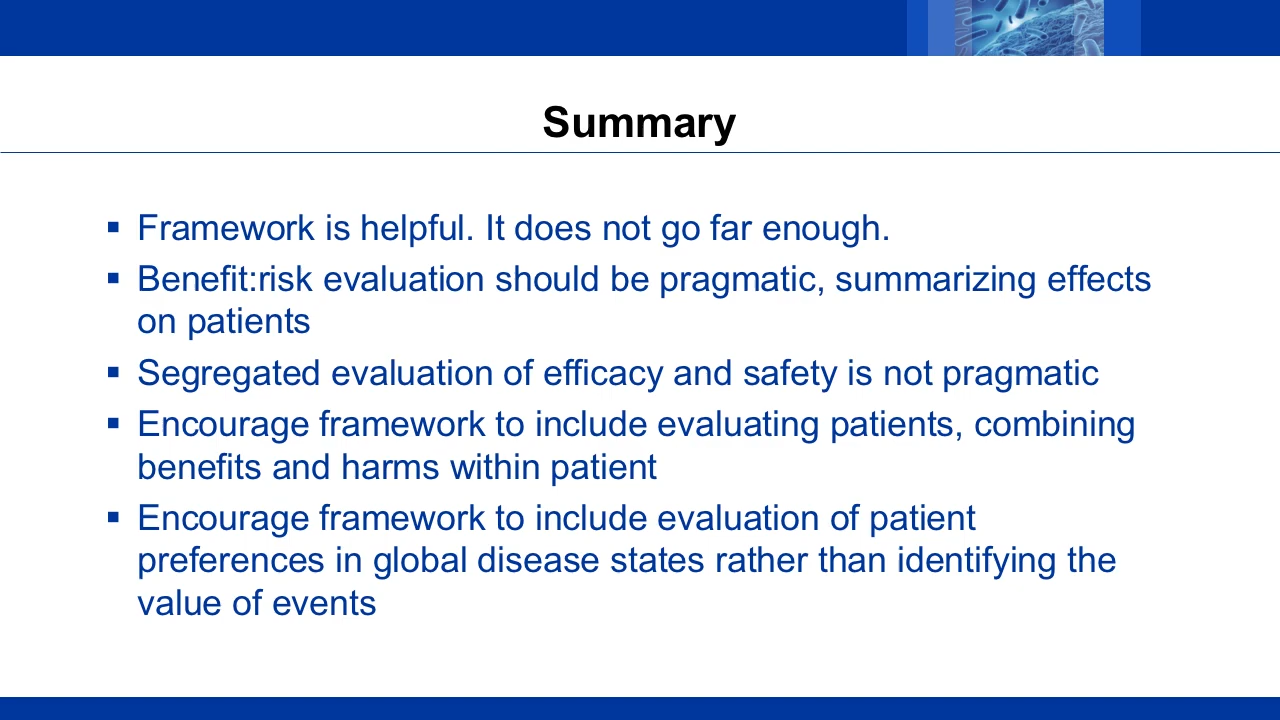 Summary
▪ Framework is helpful. It does not go far enough.
▪ Benefit:risk evaluation should be pragmatic, summarizing effects
on patients
▪ Segregated evaluation of efficacy and safety is not pragmatic
▪ Encourage framework to include evaluating patients, combining
benefits and harms within patient
▪ Encourage framework to include evaluation of patient
preferences in global disease states rather than identifying the
value of events